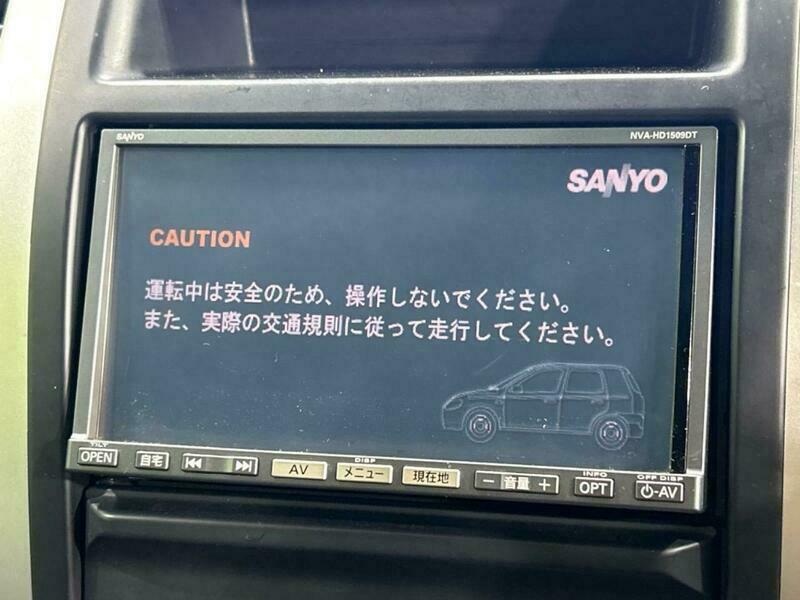 SANYO
NVA-HD1509DT
SANYO
CAUTION
運転中は安全のため、操作しないでください。
また、実際の交通規則に従って走行してください。
TILT
DISP
INFO
OFF DISP
OPEN
自宅
AV
メニュー
現在地
− 音量 +
OPT
-AV